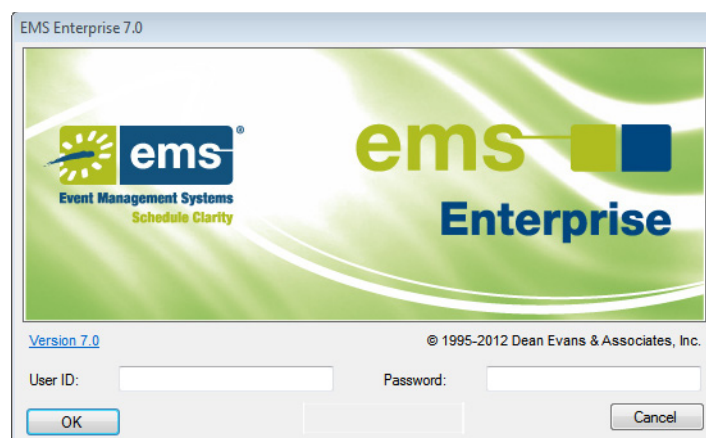 EMS Enterprise 7.0
ems®
Event Management Systems
Schedule Clarity
ems
Enterprise
Version 7.0
© 1995-2012 Dean Evans & Associates, Inc.
User ID:
Password:
OK
Cancel